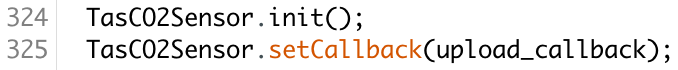 324 TasCO2Sensor.init();
325 TasCO2Sensor.setCallback(upload_callback);